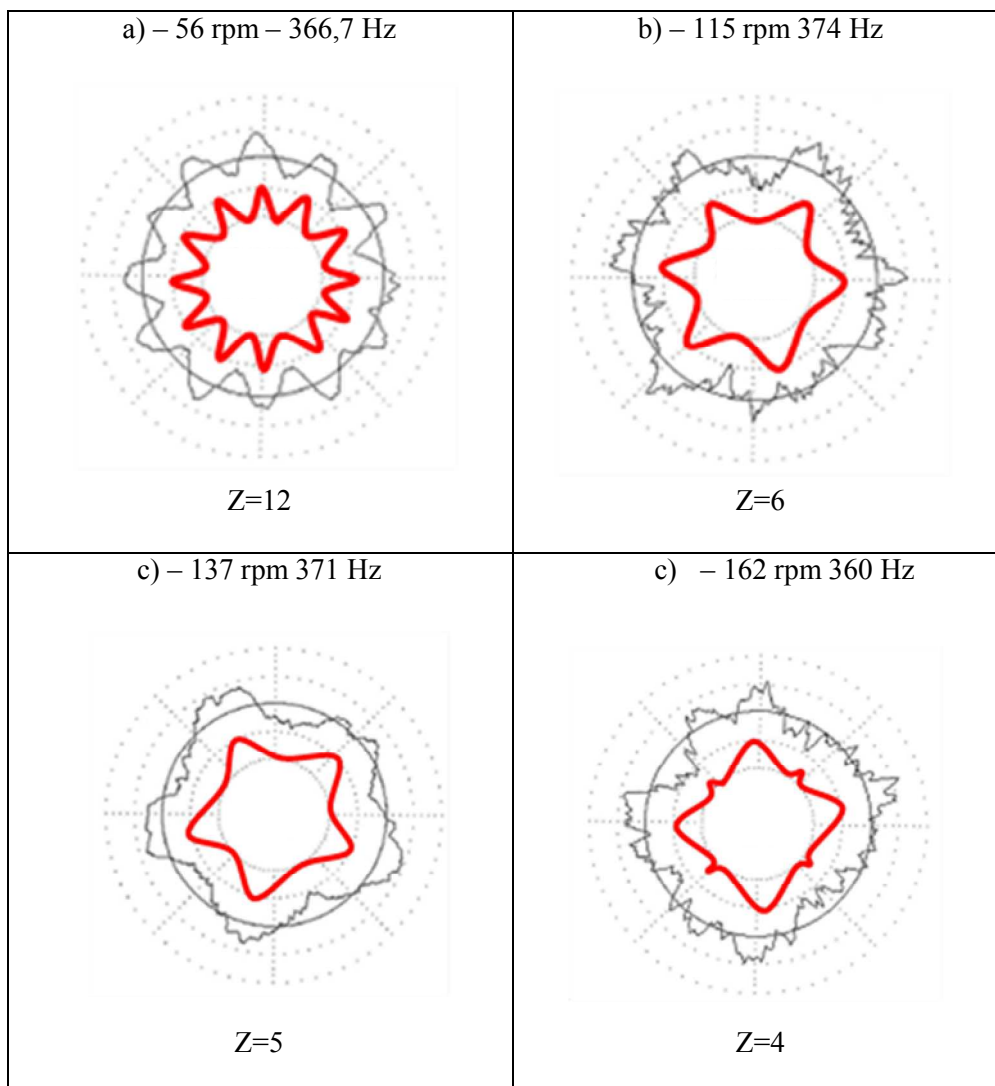 a) – 56 rpm – 366,7 Hz
b) – 115 rpm 374 Hz
Z=12
Z=6
c) – 137 rpm 371 Hz
c) – 162 rpm 360 Hz
Z=5
Z=4